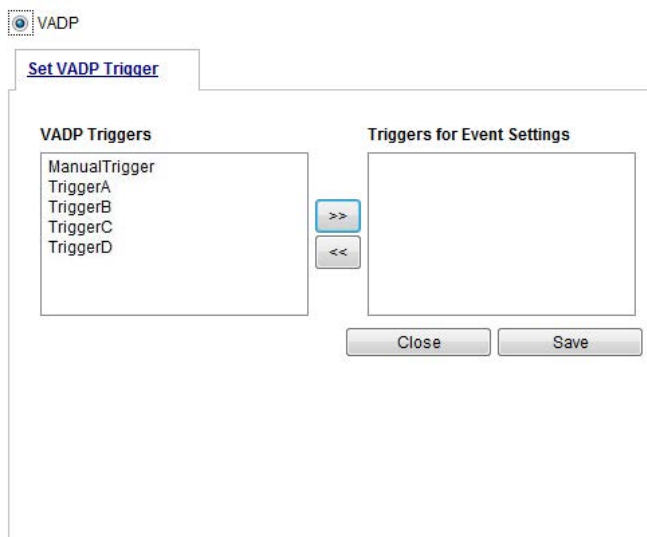 VADP
Set VADP Trigger
VADP Triggers
Triggers for Event Settings
ManualTrigger
TriggerA
TriggerB
TriggerC
TriggerD
>>
<<
Close
Save